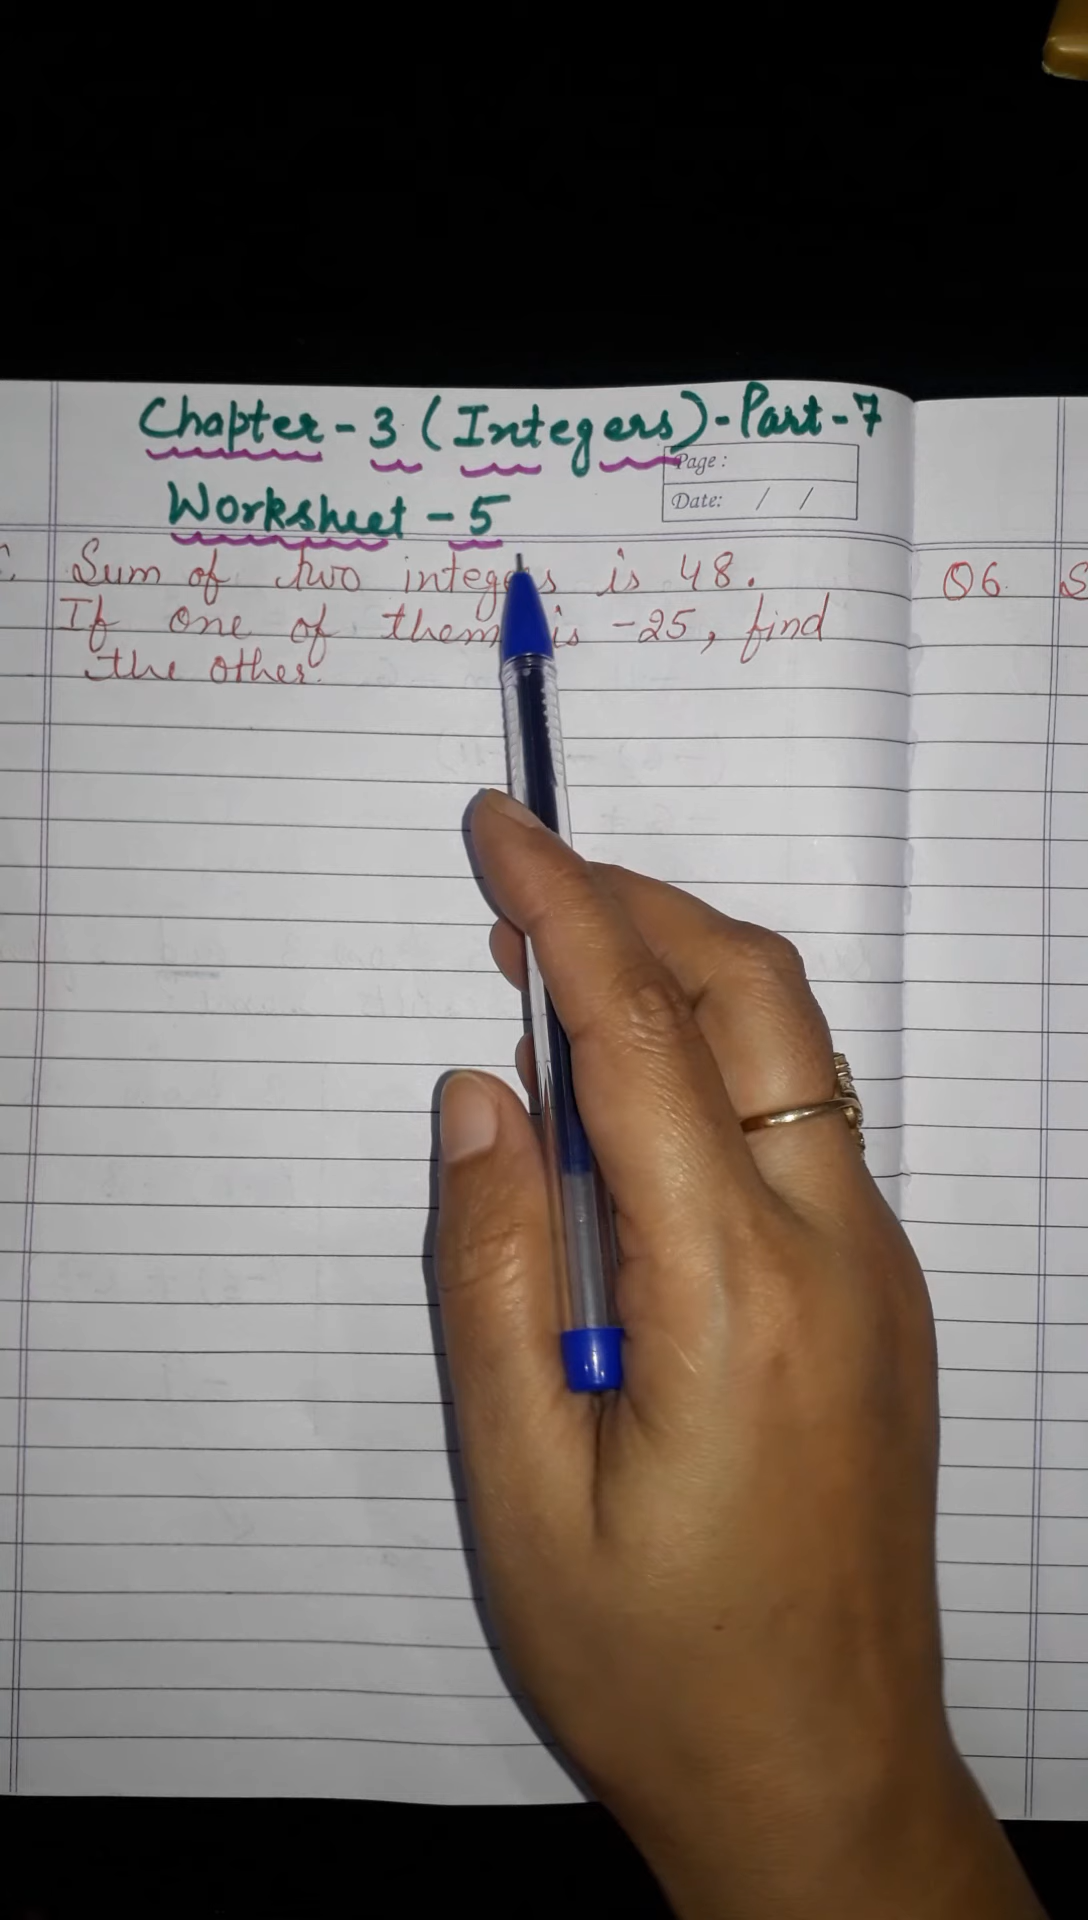 Chapter - 3 (Integers) - Part - 7
Page :
Worksheet - 5
Date: / /
Sum of two integers is 48.
If one of them is -25, find
the other.
Q6. S